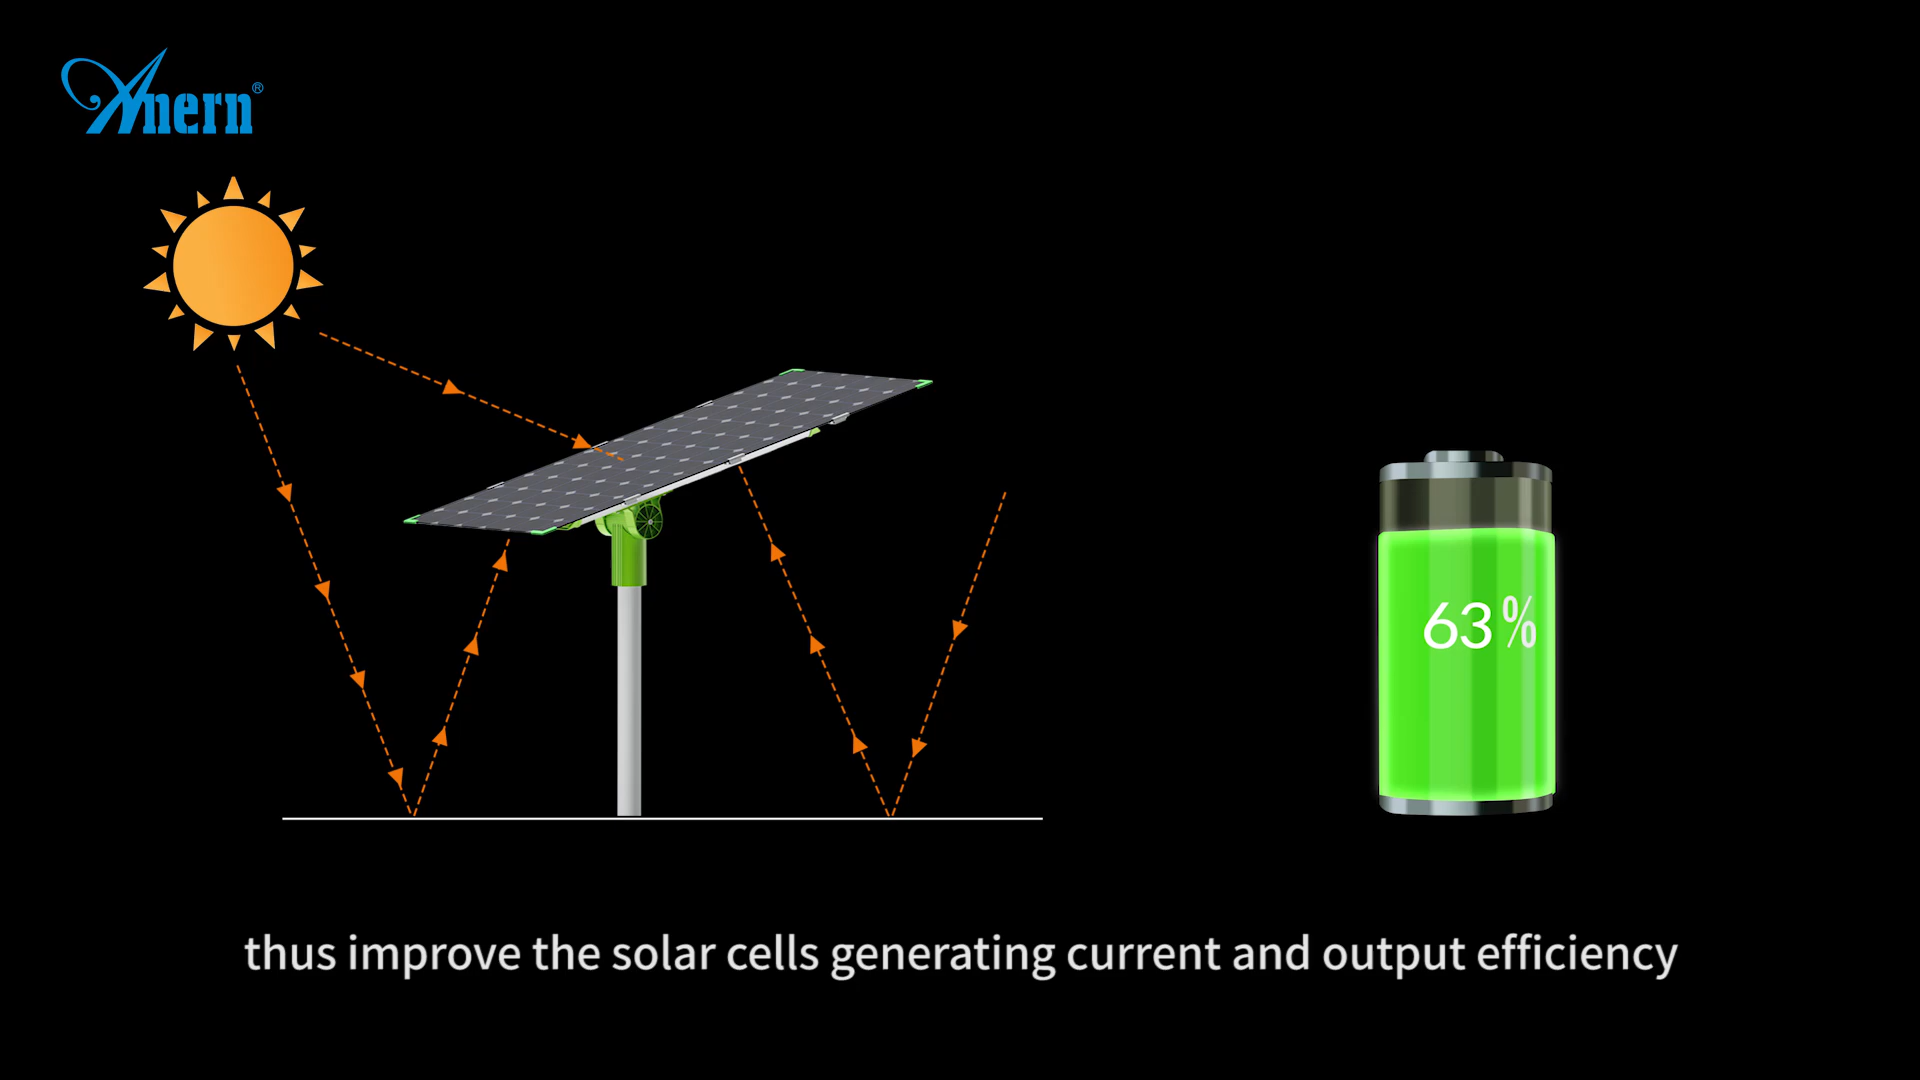 Anern®
63%
thus improve the solar cells generating current and output efficiency